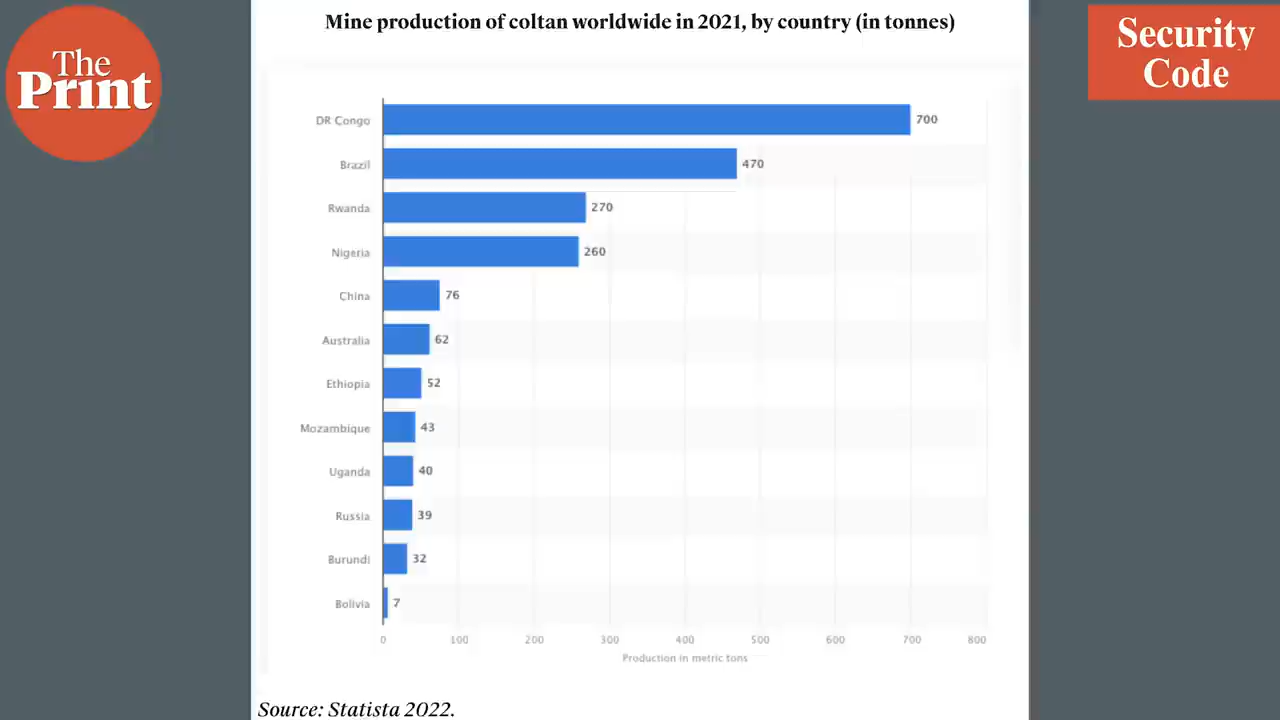 Mine production of coltan worldwide in 2021, by country (in tonnes)
The
Print
Security
Code
DR Congo 700
Brazil 470
Rwanda 270
Nigeria 260
China 76
Australia 62
Ethiopia 52
Mozambique 43
Uganda 40
Russia 39
Burundi 32
Bolivia 7
0 100 200 300 400 500 600 700 800
Production in metric tons
Source: Statista 2022.